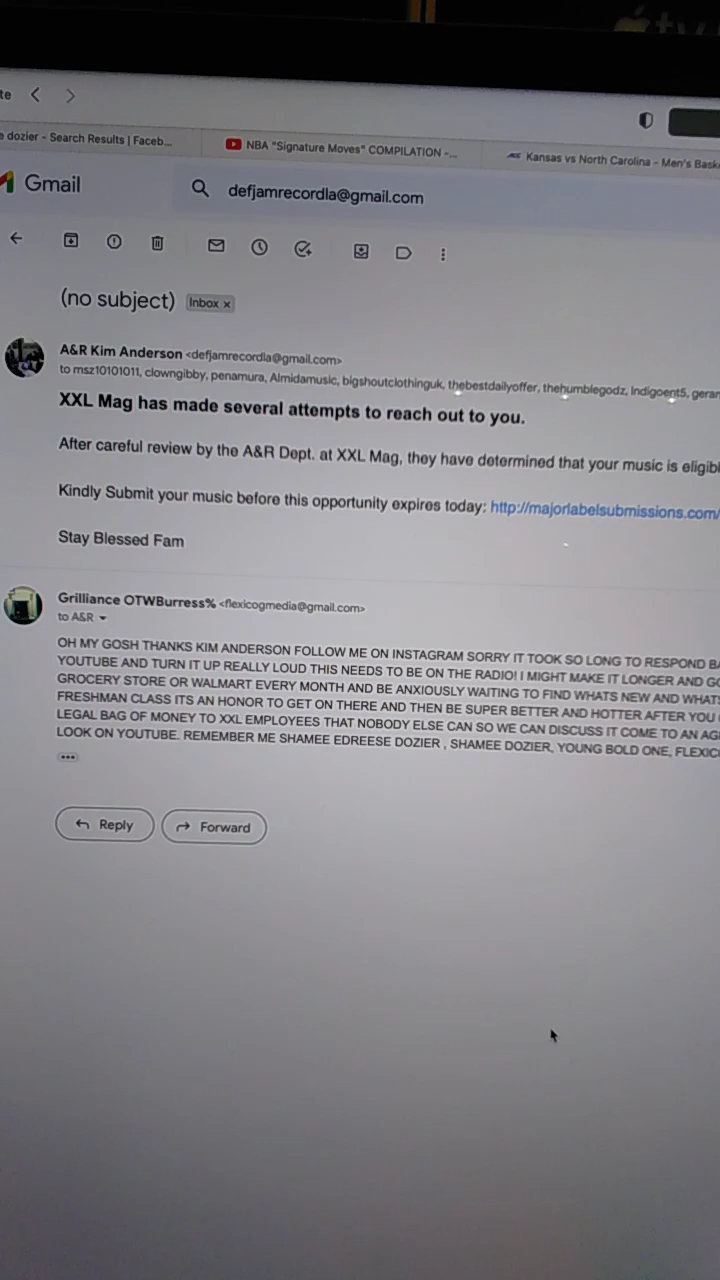 tv
te
e dozier - Search Results | Faceb...
NBA "Signature Moves" COMPILATION -...
Kansas vs North Carolina - Men's Bask
Gmail
defjamrecordla@gmail.com
(no subject) Inbox x
A&R Kim Anderson <defjamrecordla@gmail.com>
to msz10101011, clowngibby, penamura, Almidamusic, bigshoutclothinguk, thebestdailyoffer, thehumblegodz, Indigoent5, geran
XXL Mag has made several attempts to reach out to you.
After careful review by the A&R Dept. at XXL Mag, they have determined that your music is eligibl
Kindly Submit your music before this opportunity expires today: http://majorlabelsubmissions.com/
Stay Blessed Fam
Grilliance OTWBurress% <flexicogmedia@gmail.com>
to A&R
OH MY GOSH THANKS KIM ANDERSON FOLLOW ME ON INSTAGRAM SORRY IT TOOK SO LONG TO RESPOND BA
YOUTUBE AND TURN IT UP REALLY LOUD THIS NEEDS TO BE ON THE RADIO! I MIGHT MAKE IT LONGER AND GO
GROCERY STORE OR WALMART EVERY MONTH AND BE ANXIOUSLY WAITING TO FIND WHATS NEW AND WHATS
FRESHMAN CLASS ITS AN HONOR TO GET ON THERE AND THEN BE SUPER BETTER AND HOTTER AFTER YOU
LEGAL BAG OF MONEY TO XXL EMPLOYEES THAT NOBODY ELSE CAN SO WE CAN DISCUSS IT COME TO AN AG
LOOK ON YOUTUBE. REMEMBER ME SHAMEE EDREESE DOZIER , SHAMEE DOZIER, YOUNG BOLD ONE, FLEXIC
Reply
Forward